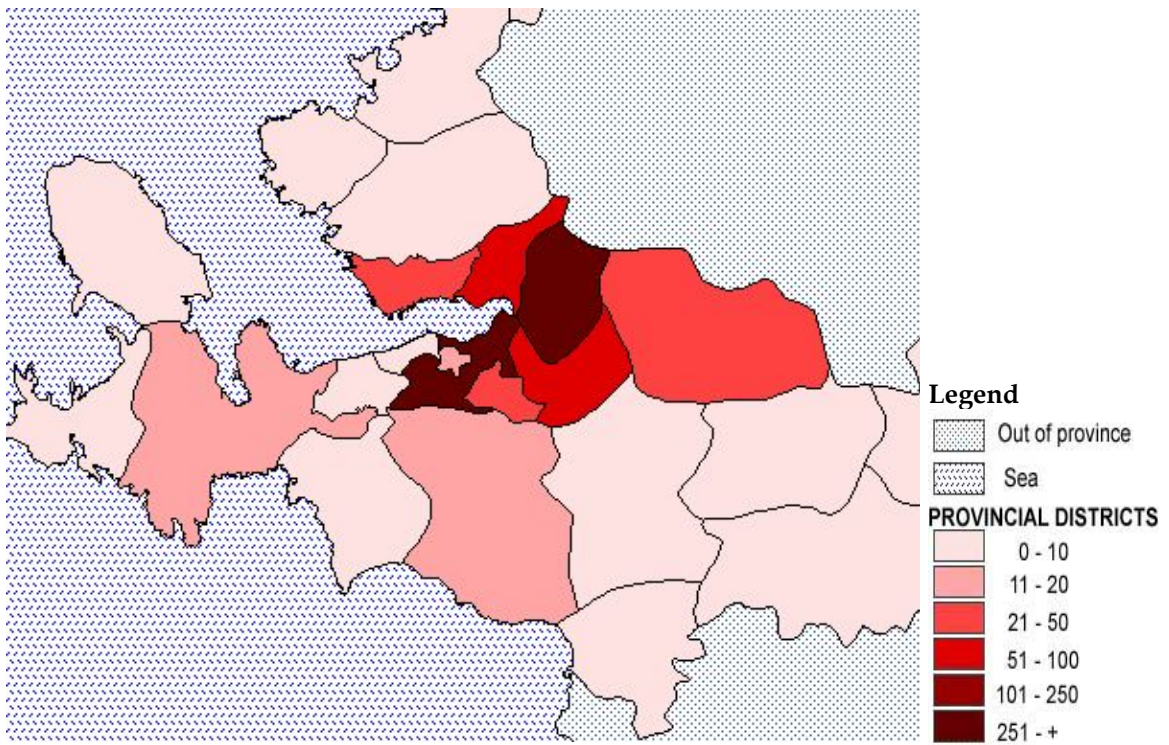 Legend
Out of province
Sea
PROVINCIAL DISTRICTS
0 - 10
11 - 20
21 - 50
51 - 100
101 - 250
251 - +